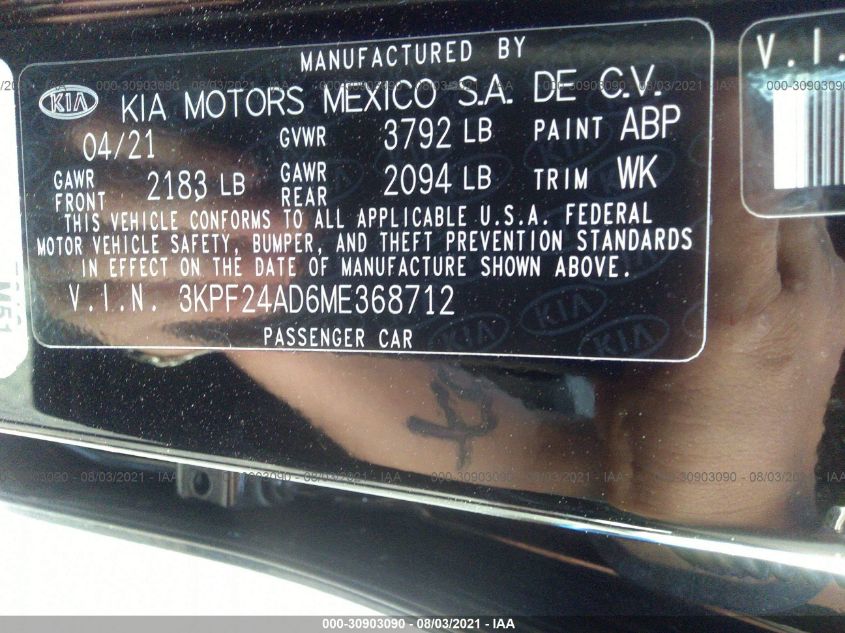 MANUFACTURED BY
KIA KIA MOTORS MEXICO S.A. DE C.V.
04/21 GVWR 3792 LB PAINT ABP
GAWR FRONT 2183 LB GAWR REAR 2094 LB TRIM WK
THIS VEHICLE CONFORMS TO ALL APPLICABLE U.S.A. FEDERAL
MOTOR VEHICLE SAFETY, BUMPER, AND THEFT PREVENTION STANDARDS
IN EFFECT ON THE DATE OF MANUFACTURE SHOWN ABOVE.
V.I.N. 3KPF24AD6ME368712
PASSENGER CAR
V.I.
000-30903090 - 08/03/2021 - IAA